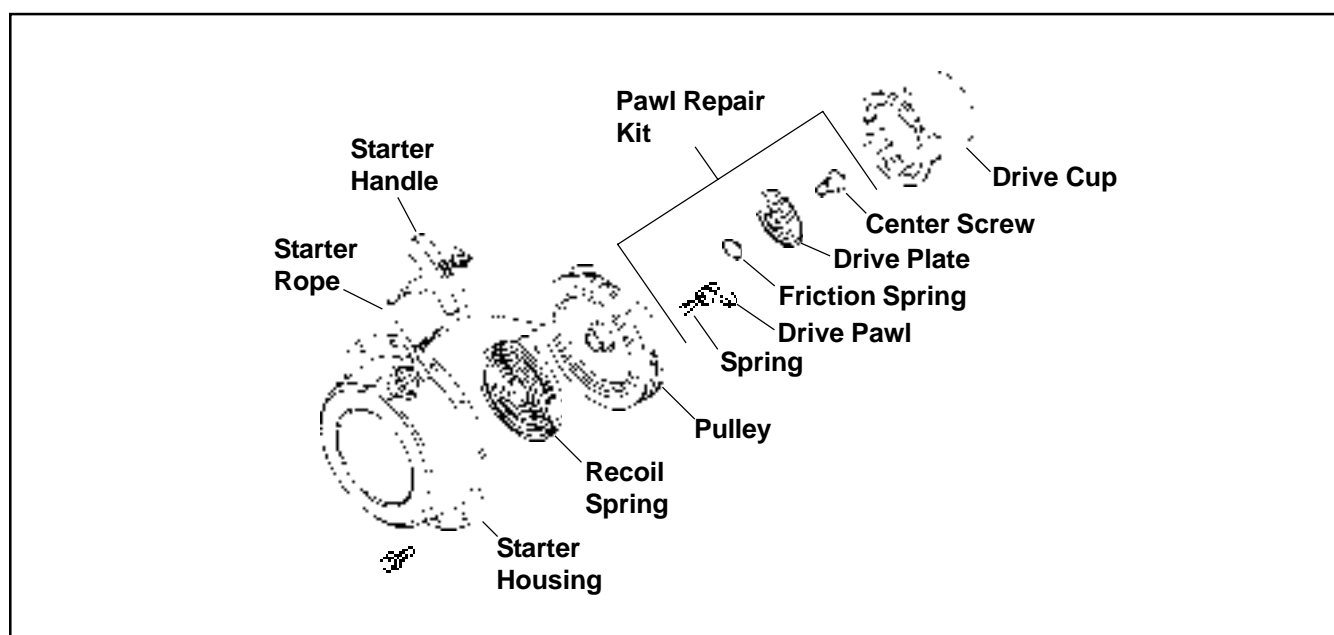 Pawl Repair
Kit
Starter
Handle
Drive Cup
Center Screw
Starter
Rope
Drive Plate
Friction Spring
Drive Pawl
Spring
Pulley
Recoil
Spring
Starter
Housing